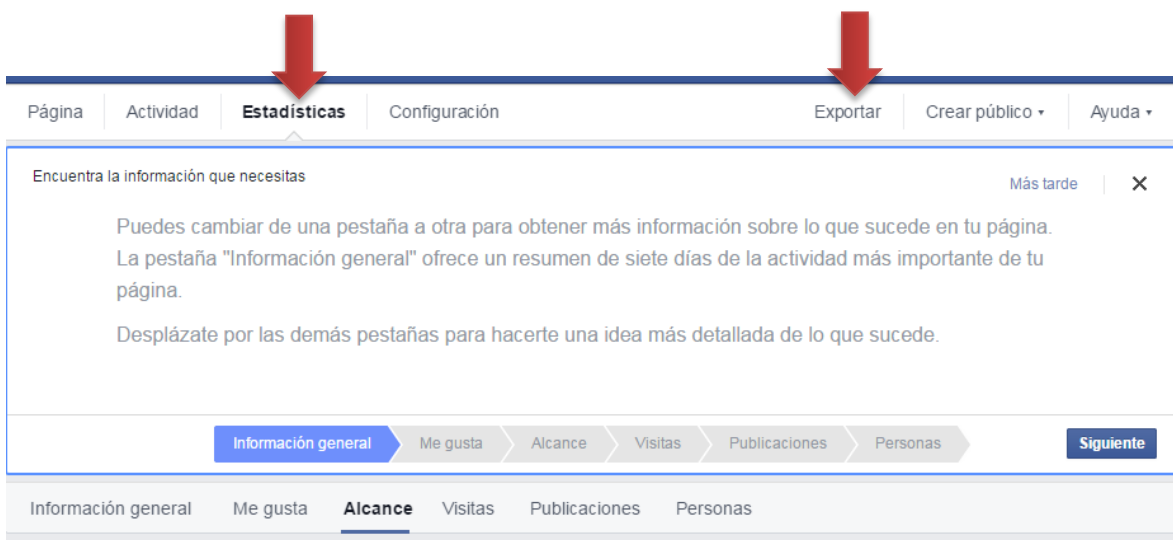 Página Actividad Estadísticas Configuración Exportar Crear público Ayuda
Encuentra la información que necesitas
Más tarde
Puedes cambiar de una pestaña a otra para obtener más información sobre lo que sucede en tu página.
La pestaña "Información general" ofrece un resumen de siete días de la actividad más importante de tu
página.
Desplázate por las demás pestañas para hacerte una idea más detallada de lo que sucede.
Información general Me gusta Alcance Visitas Publicaciones Personas Siguiente
Información general Me gusta Alcance Visitas Publicaciones Personas